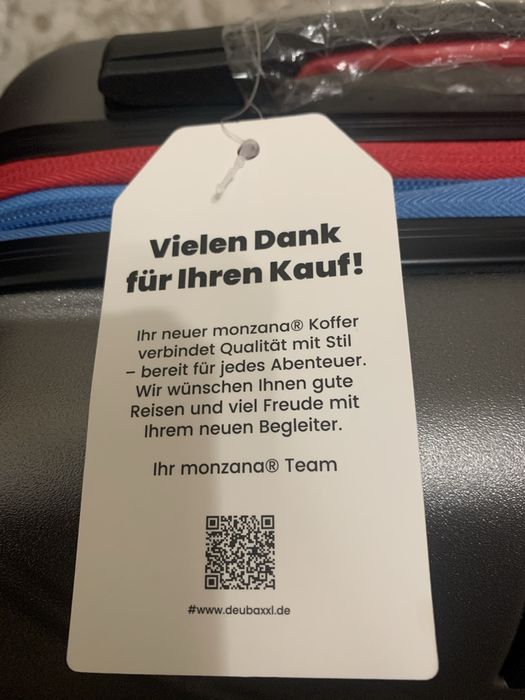 Vielen Dank
für Ihren Kauf!
Ihr neuer monzana® Koffer
verbindet Qualität mit Stil
– bereit für jedes Abenteuer.
Wir wünschen Ihnen gute
Reisen und viel Freude mit
Ihrem neuen Begleiter.
Ihr monzana® Team
#www.deubaxxl.de